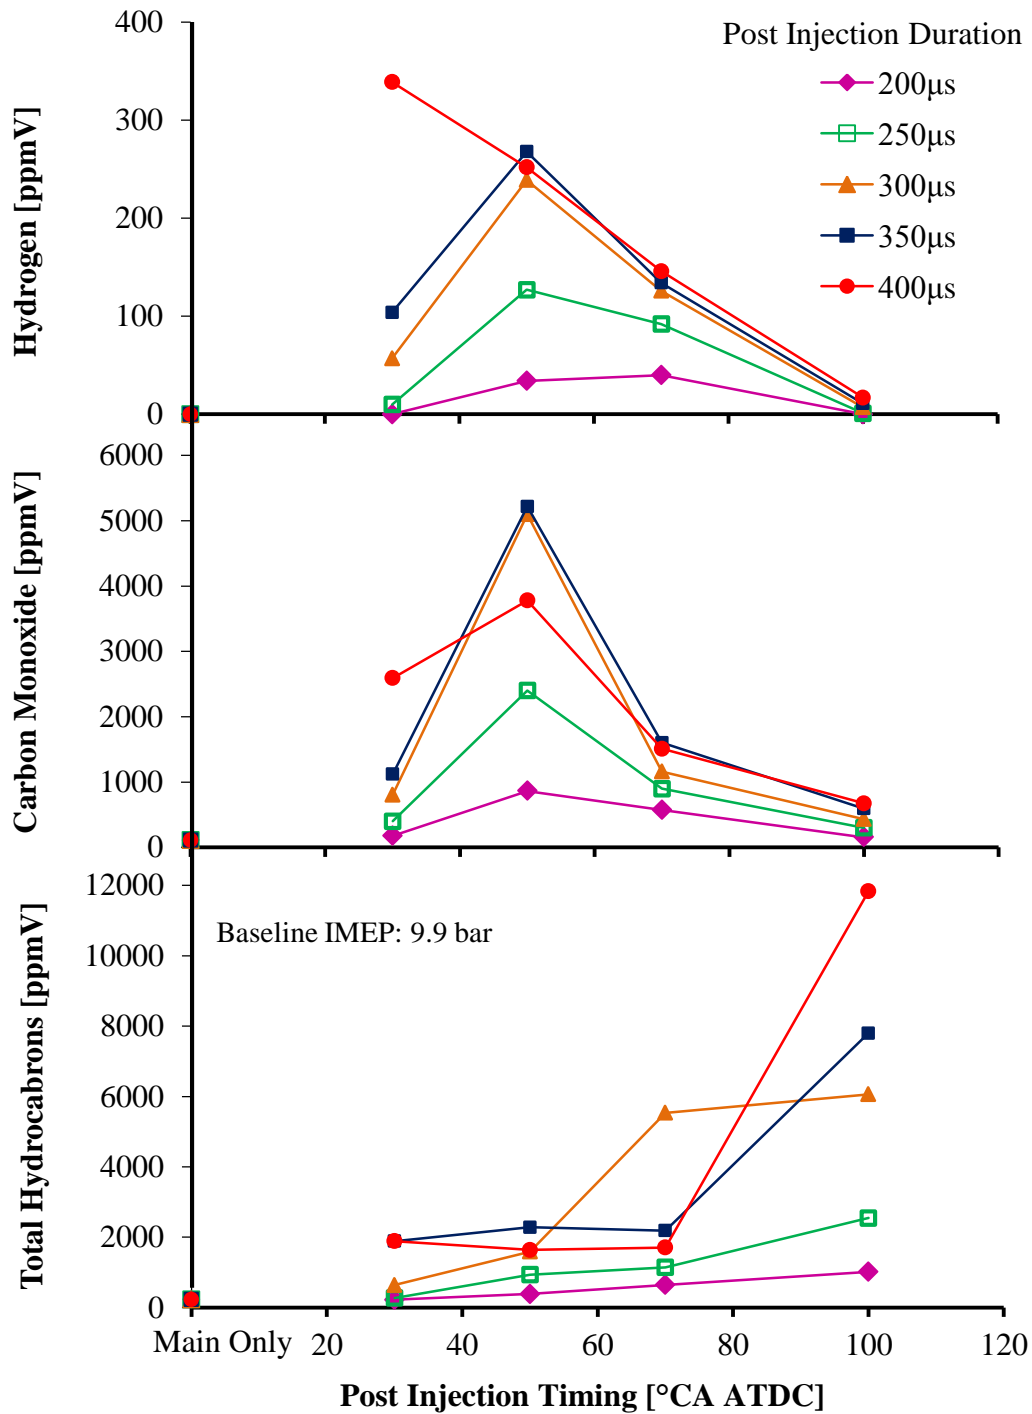 Post Injection Duration
200µs
250µs
300µs
350µs
400µs
Hydrogen [ppmV]
400
300
200
100
0
Carbon Monoxide [ppmV]
6000
5000
4000
3000
2000
1000
0
Total Hydrocabrons [ppmV]
12000
10000
8000
6000
4000
2000
0
Baseline IMEP: 9.9 bar
Main Only 20 40 60 80 100 120
Post Injection Timing [°CA ATDC]